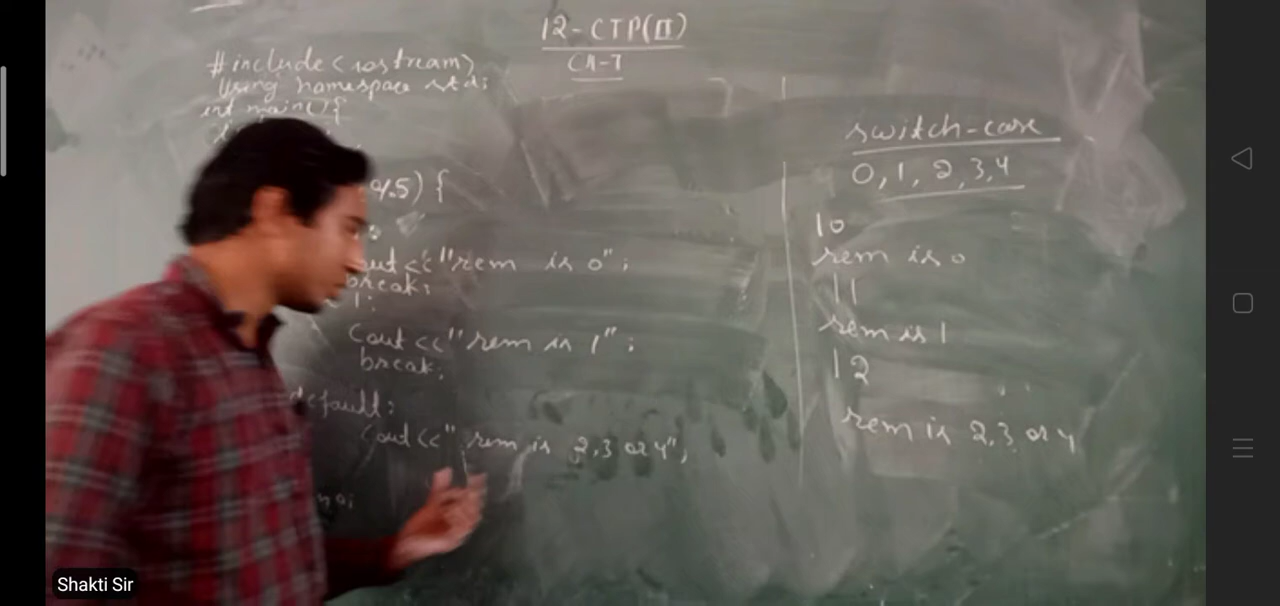 12-CTP(II)
CA-I
#include<iostream>
Using namespace std;
int main(){
%5) {
cout<<"rem is 0";
break;
1:
Cout<<"rem is 1";
break;
default:
Cout<<"rem is 2,3 or 4";
switch-case
0,1,2,3,4
10
rem is 0
11
rem is 1
12
rem is 2,3 or 4
Shakti Sir